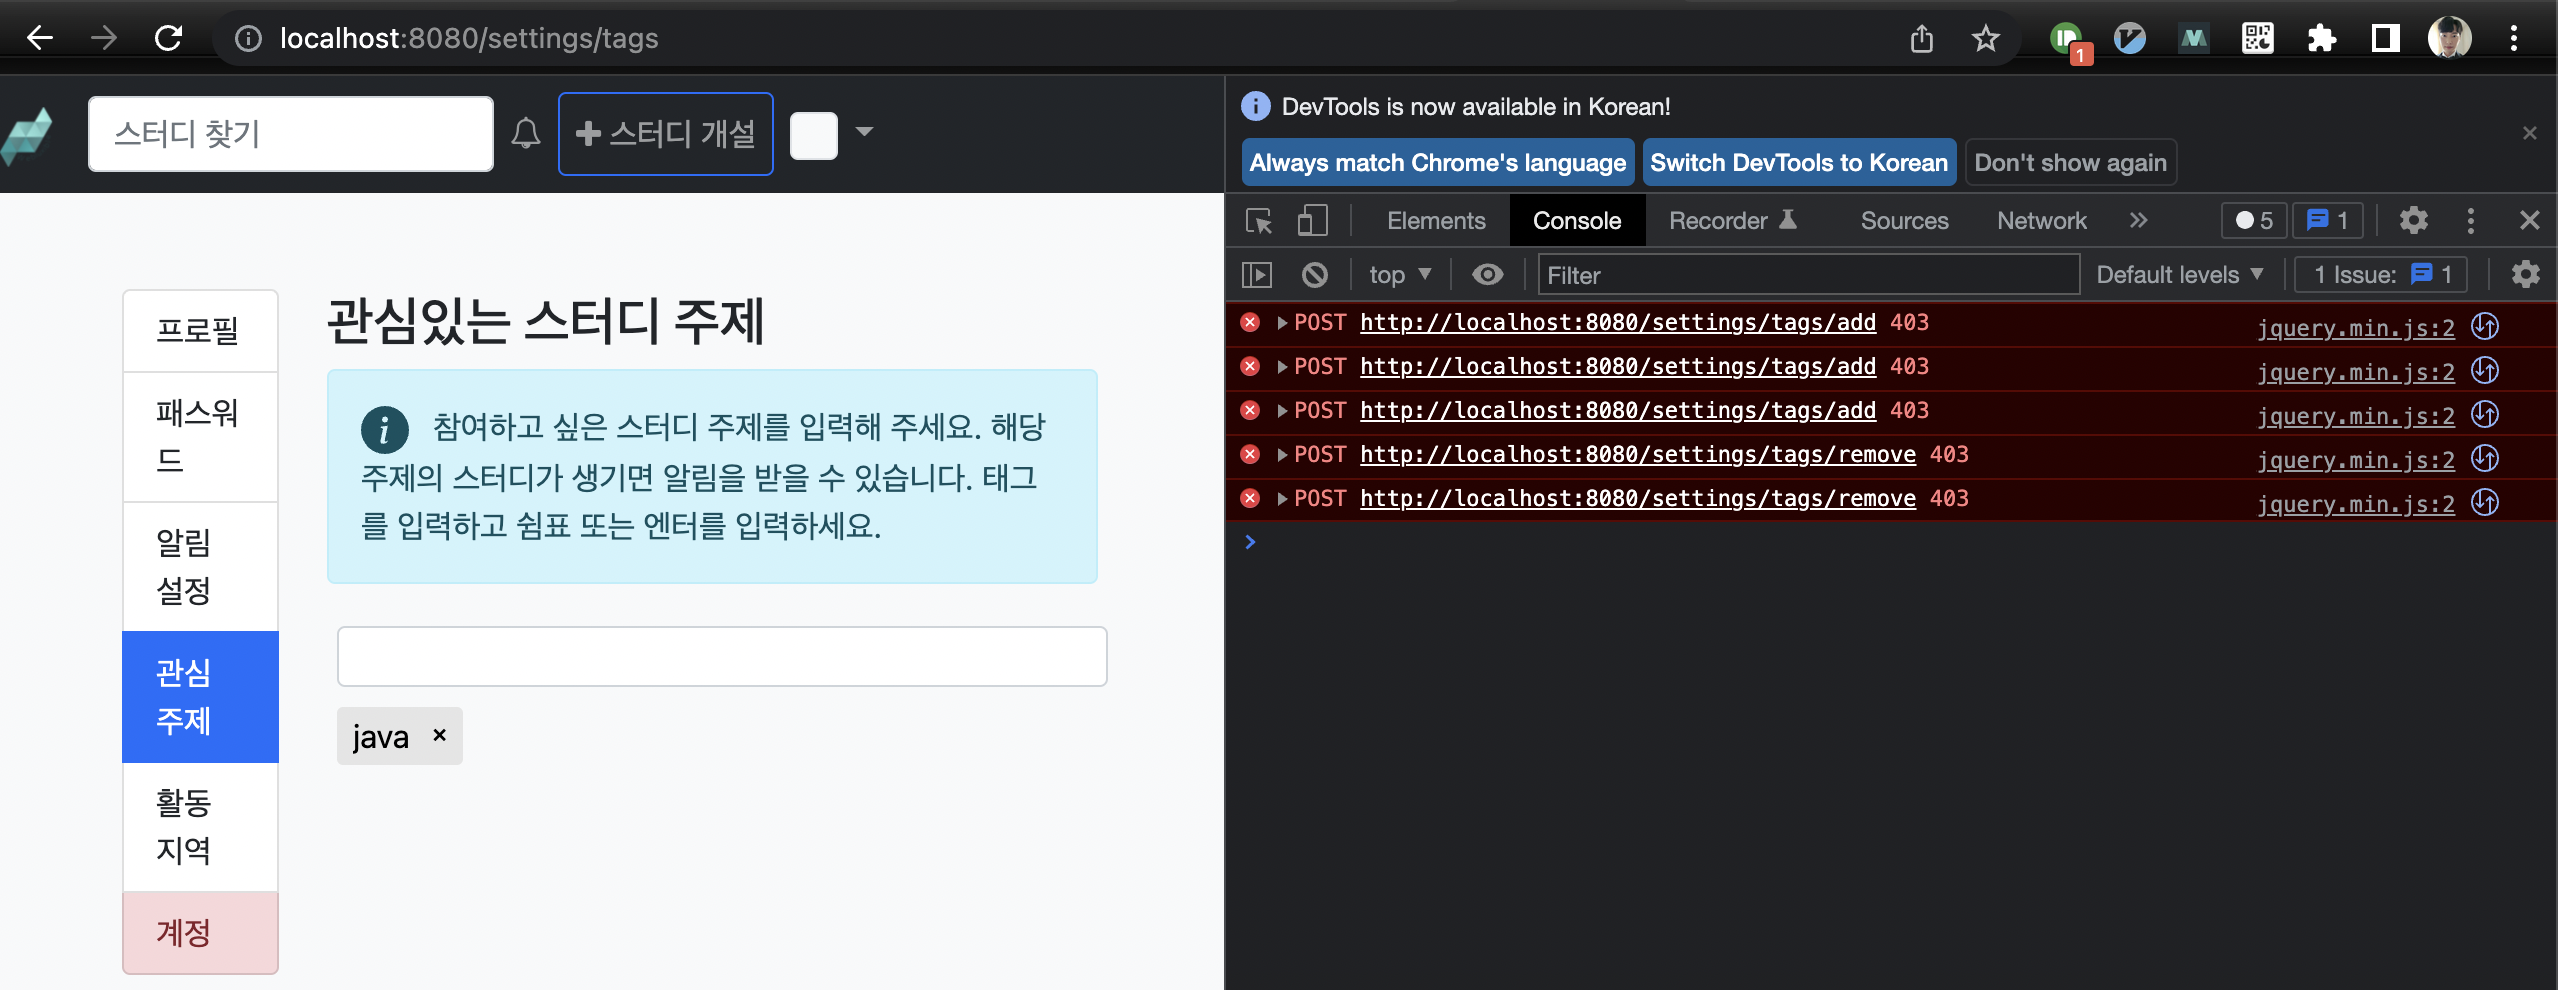 localhost:8080/settings/tags
1
스터디 찾기
스터디 개설
프로필
패스워
드
알림
설정
관심
주제
활동
지역
계정
관심있는 스터디 주제
참여하고 싶은 스터디 주제를 입력해 주세요. 해당
주제의 스터디가 생기면 알림을 받을 수 있습니다. 태그
를 입력하고 쉼표 또는 엔터를 입력하세요.
java ×
DevTools is now available in Korean!
Always match Chrome's language Switch DevTools to Korean Don't show again
Elements Console Recorder Sources Network 5 1
top Filter Default levels 1 Issue: 1
POST http://localhost:8080/settings/tags/add 403 jquery.min.js:2
POST http://localhost:8080/settings/tags/add 403 jquery.min.js:2
POST http://localhost:8080/settings/tags/add 403 jquery.min.js:2
POST http://localhost:8080/settings/tags/remove 403 jquery.min.js:2
POST http://localhost:8080/settings/tags/remove 403 jquery.min.js:2